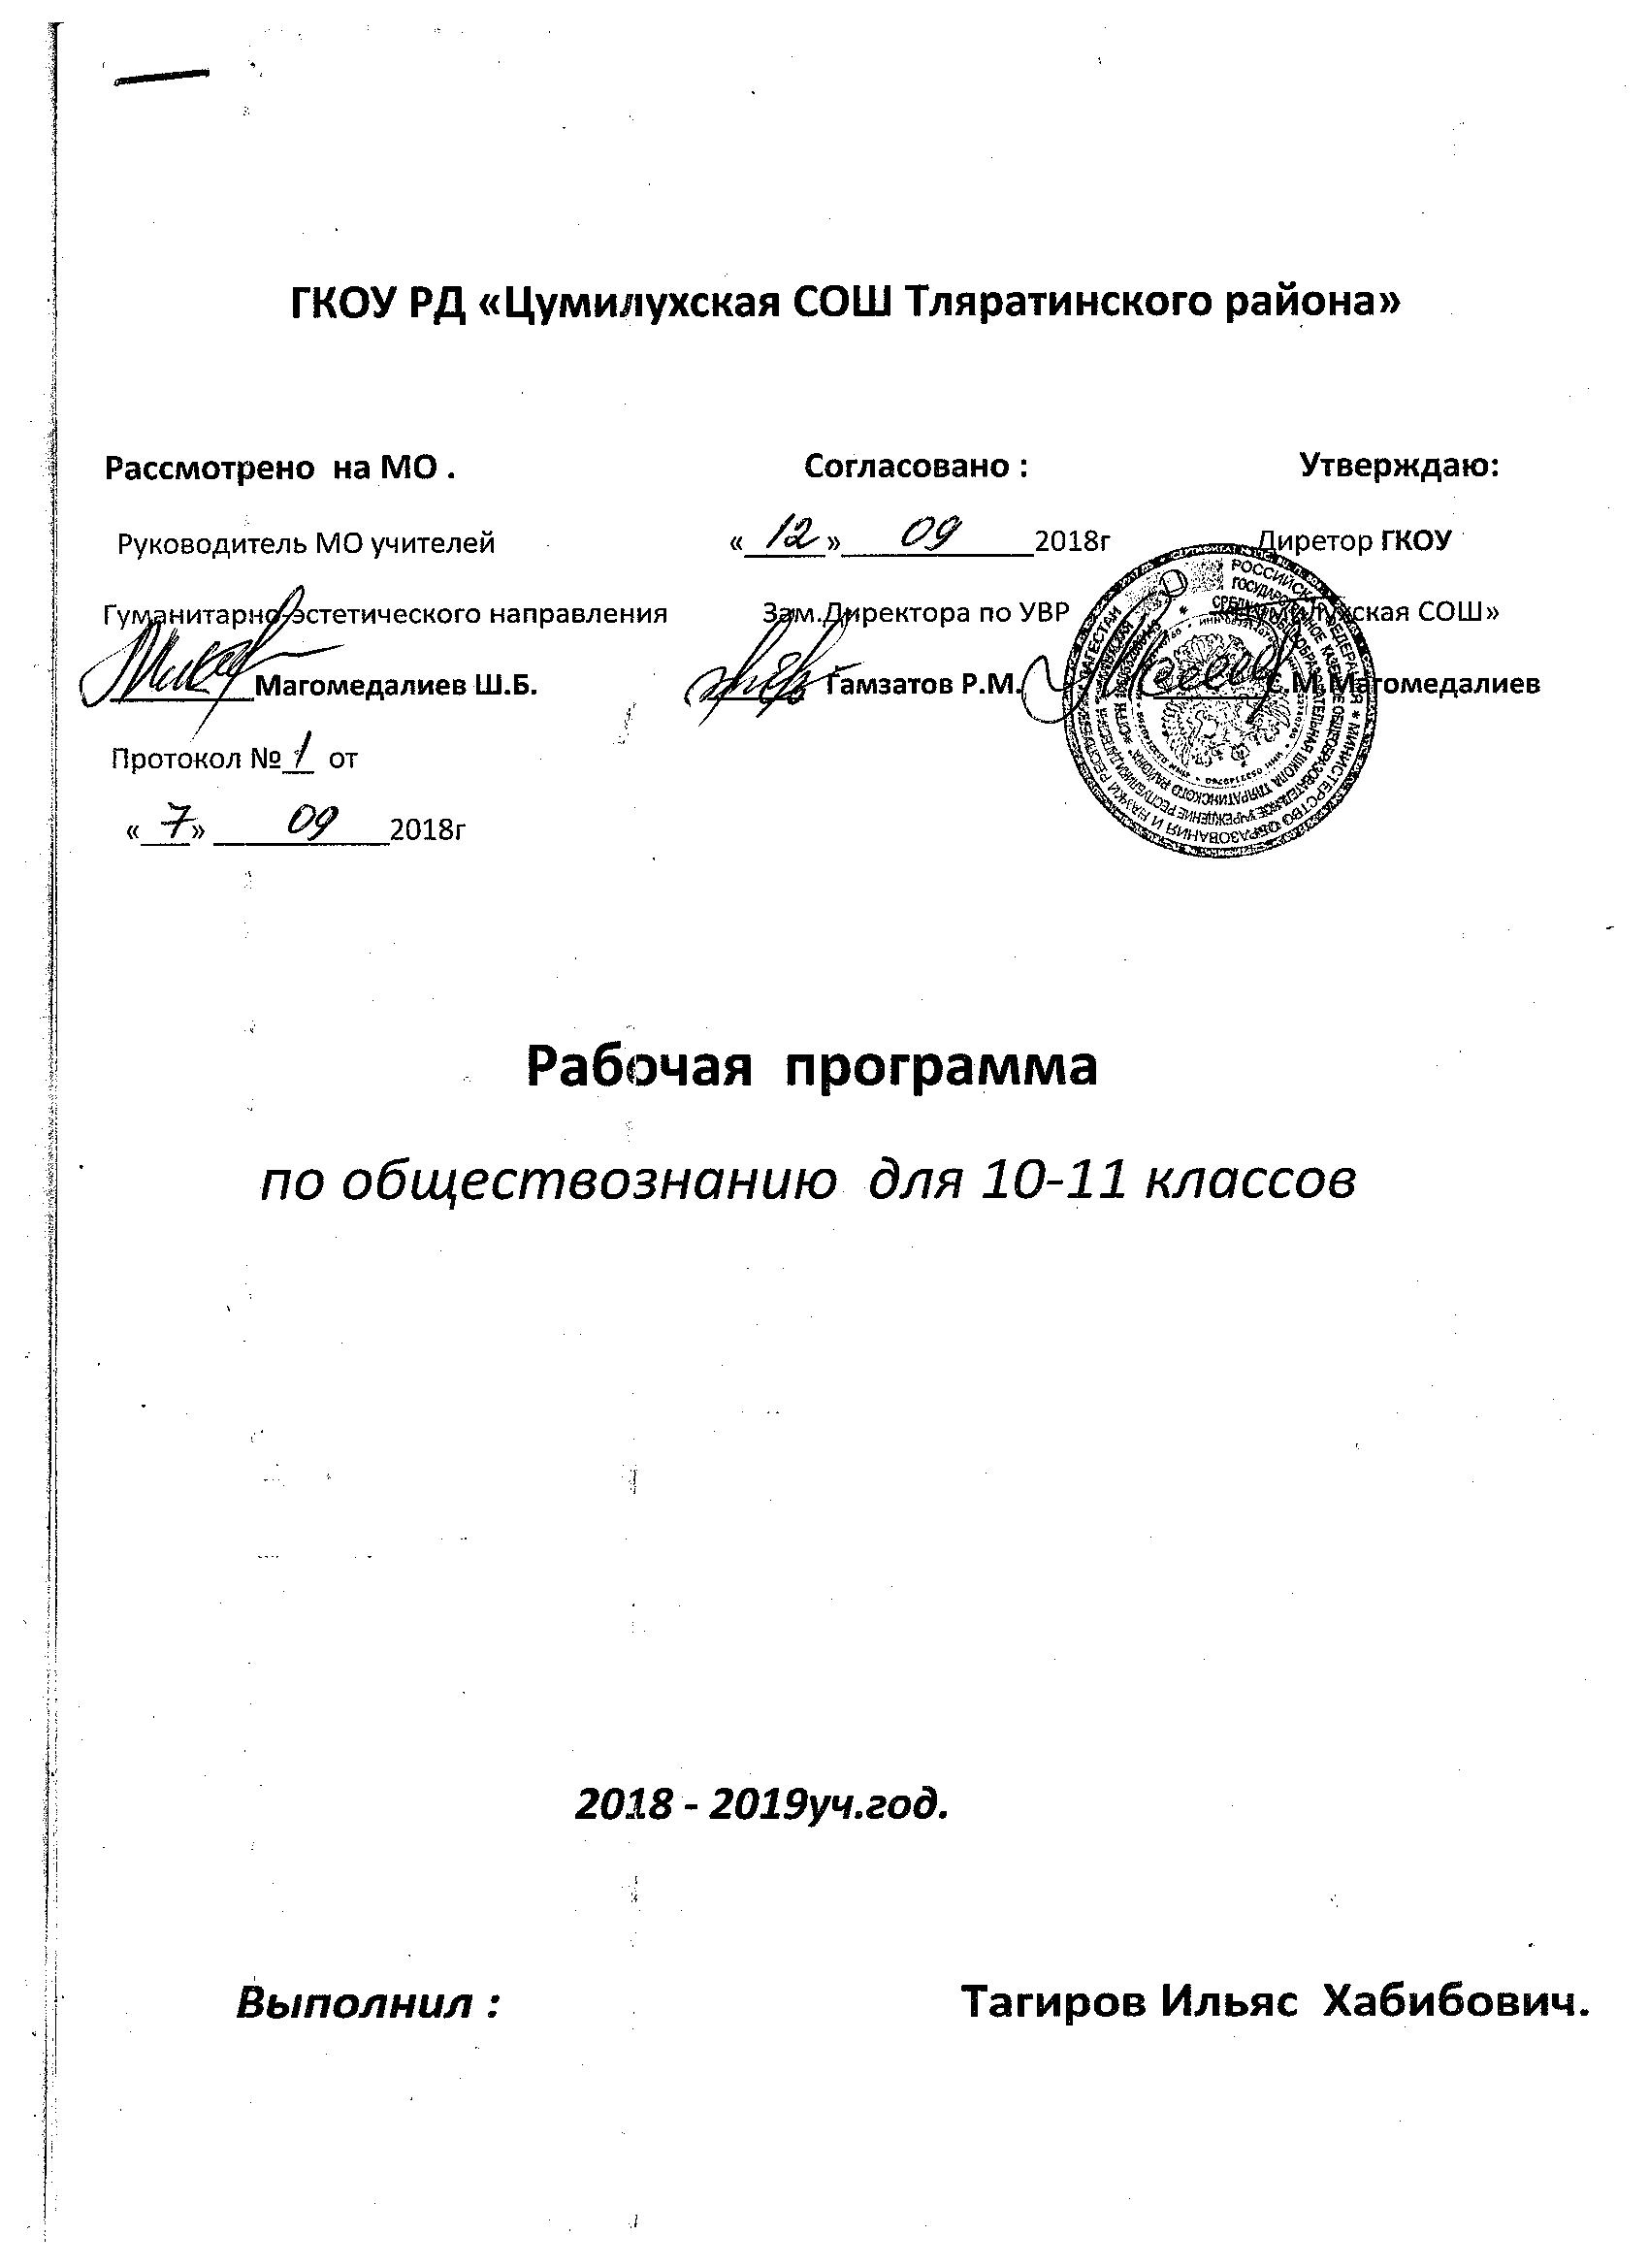 ГКОУ РД «Цумилухская СОШ Тляратинского района»
Рассмотрено на МО .
Руководитель МО учителей
Гуманитарно-эстетического направления
Магомедалиев Ш.Б.
Протокол № 1 от
« 7 » 09 2018г
Согласовано :
« 12 » 09 2018г
Зам.Директора по УВР
Гамзатов Р.М.
Утверждаю:
Диретор ГКОУ
СОШ»
Магомедалиев
Рабочая программа
по обществознанию для 10-11 классов
2018 - 2019уч.год.
Выполнил :
Тагиров Ильяс Хабибович.